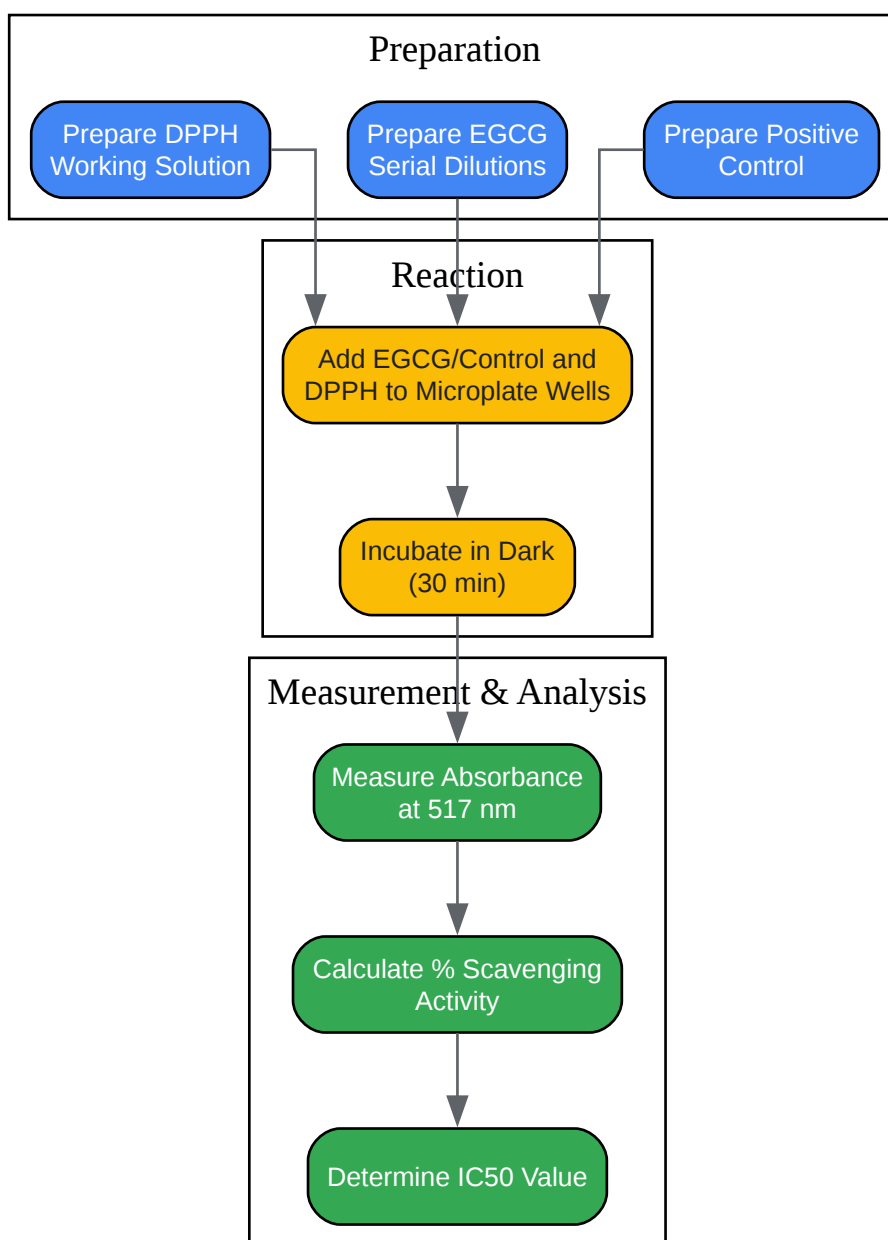 Preparation
Prepare DPPH
Working Solution
Prepare EGCG
Serial Dilutions
Prepare Positive
Control
Reaction
Add EGCG/Control and
DPPH to Microplate Wells
Incubate in Dark
(30 min)
Measurement & Analysis
Measure Absorbance
at 517 nm
Calculate % Scavenging
Activity
Determine IC50 Value